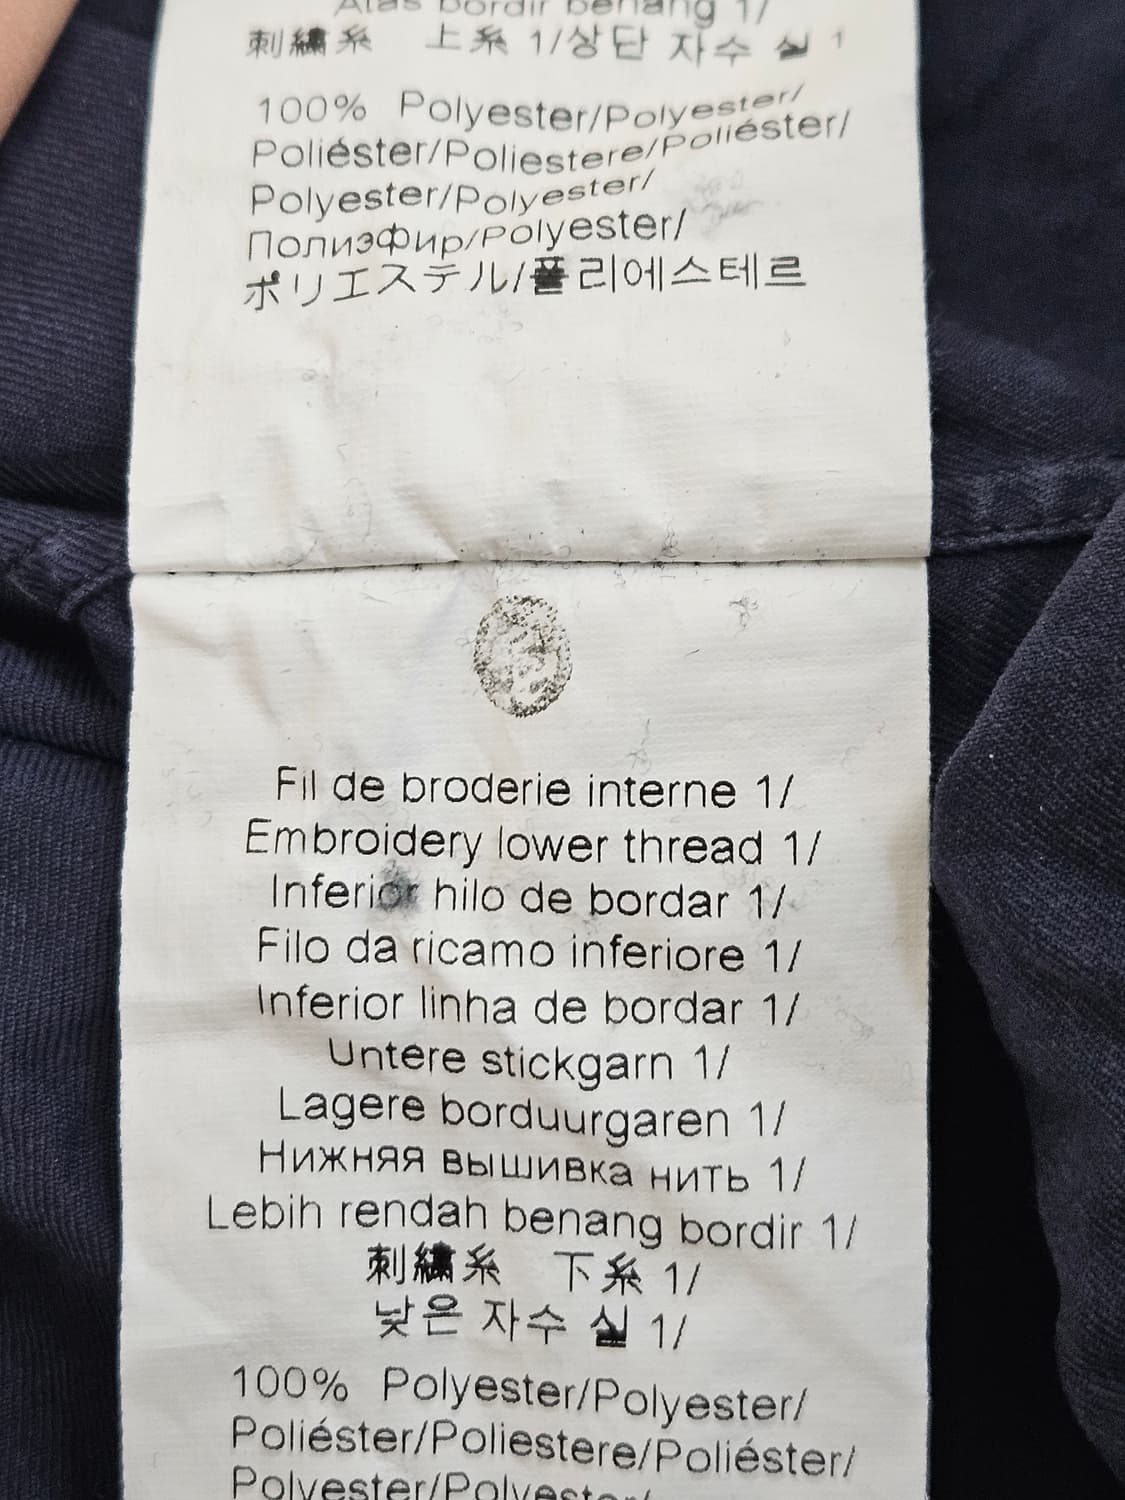 Atas bordir benang 1/
刺繍糸 上糸 1/상단 자수 실 1
100% Polyester/Polyester/
Poliéster/Poliestere/Poliéster/
Polyester/Polyester/
Полиэфир/Polyester/
ポリエステル/폴리에스테르
Fil de broderie interne 1/
Embroidery lower thread 1/
Inferior hilo de bordar 1/
Filo da ricamo inferiore 1/
Inferior linha de bordar 1/
Untere stickgarn 1/
Lagere borduurgaren 1/
Нижняя вышивка нить 1/
Lebih rendah benang bordir 1/
刺繍糸 下糸 1/
낮은 자수 실 1/
100% Polyester/Polyester/
Poliéster/Poliestere/Poliéster/
Polyester/Polyester/